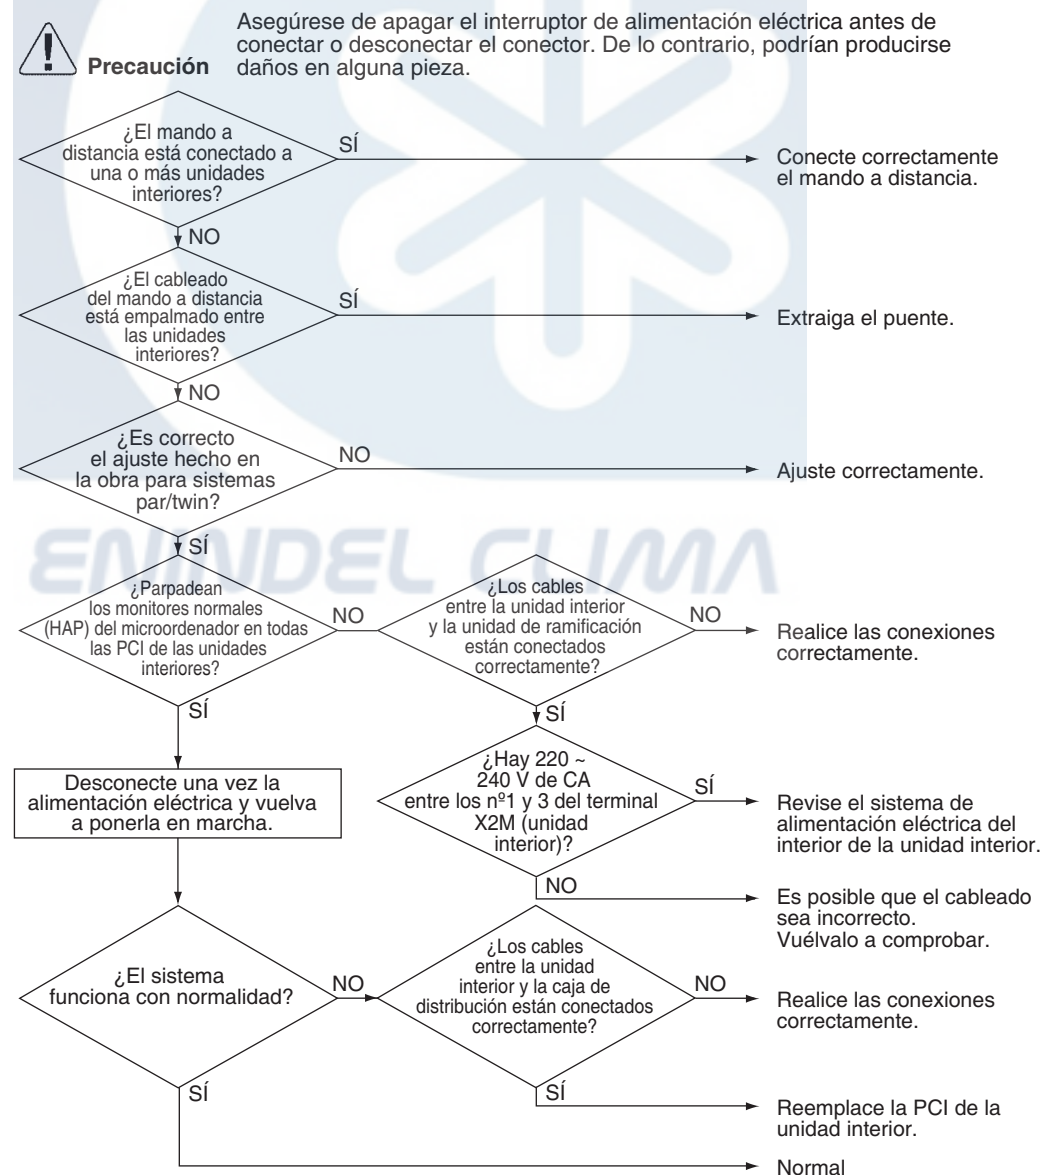 Asegúrese de apagar el interruptor de alimentación eléctrica antes de
conectar o desconectar el conector. De lo contrario, podrían producirse
daños en alguna pieza.
Precaución
¿El mando a
distancia está conectado a
una o más unidades
interiores?
SÍ
Conecte correctamente
el mando a distancia.
NO
¿El cableado
del mando a distancia
está empalmado entre
las unidades
interiores?
SÍ
Extraiga el puente.
NO
¿Es correcto
el ajuste hecho en
la obra para sistemas
par/twin?
NO
Ajuste correctamente.
SÍ
ENINDEL CLIMA
¿Parpadean
los monitores normales
(HAP) del microordenador en todas
las PCI de las unidades
interiores?
NO
¿Los cables
entre la unidad interior
y la unidad de ramificación
están conectados
correctamente?
NO
Realice las conexiones
correctamente.
SÍ
SÍ
Desconecte una vez la
alimentación eléctrica y vuelva
a ponerla en marcha.
¿Hay 220 ~
240 V de CA
entre los nº1 y 3 del terminal
X2M (unidad
interior)?
SÍ
Revise el sistema de
alimentación eléctrica del
interior de la unidad interior.
NO
Es posible que el cableado
sea incorrecto.
Vuélvalo a comprobar.
¿El sistema
funciona con normalidad?
NO
¿Los cables
entre la unidad
interior y la caja de
distribución están conectados
correctamente?
NO
Realice las conexiones
correctamente.
SÍ
SÍ
Reemplace la PCI de la
unidad interior.
Normal